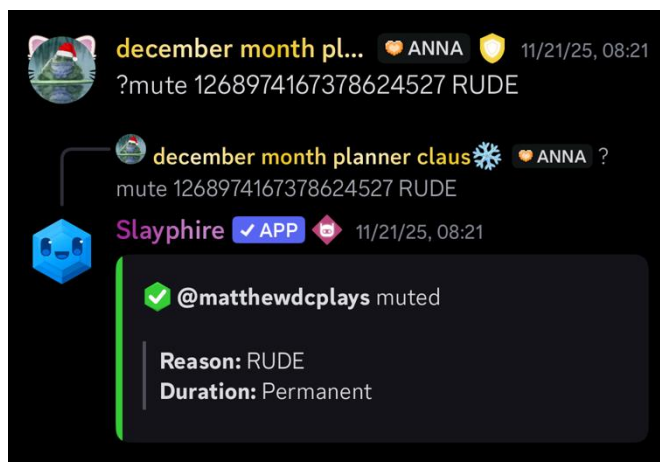 december month pl... ANNA 11/21/25, 08:21
?mute 1268974167378624527 RUDE
december month planner claus❄️ ANNA ?
mute 1268974167378624527 RUDE
Slayphire ✓ APP 11/21/25, 08:21
@matthewdcplays muted
Reason: RUDE
Duration: Permanent